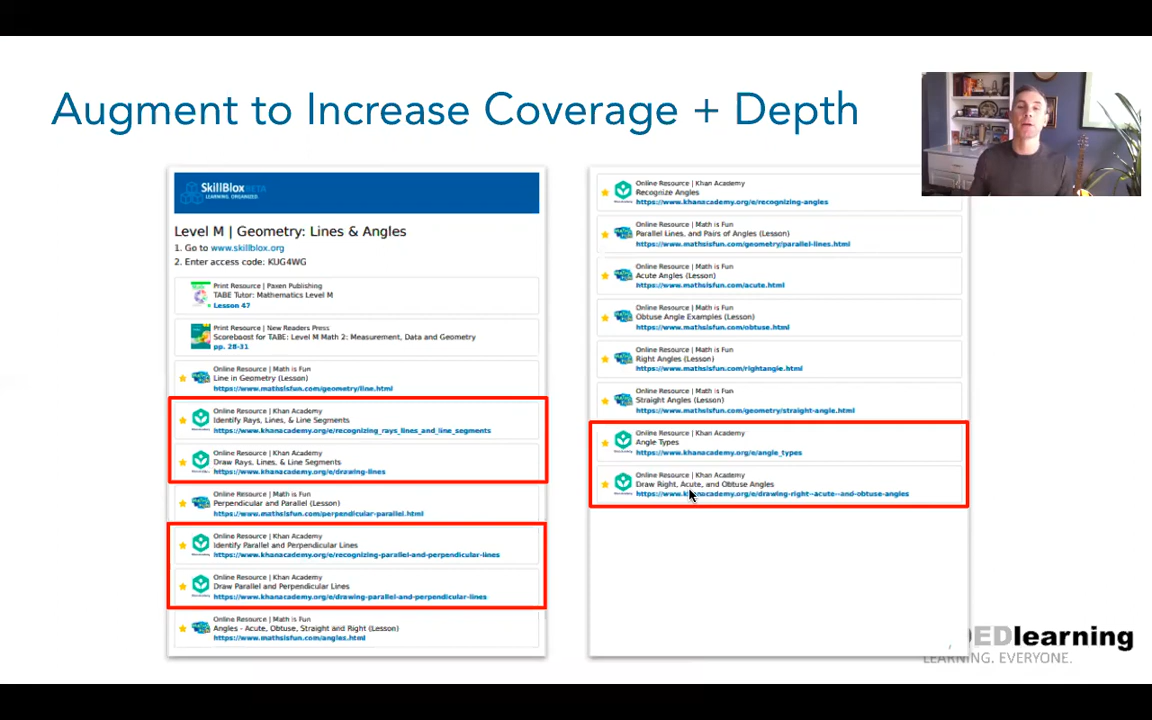 Augment to Increase Coverage + Depth
SkillBlox BETA
LEARNING. ORGANIZED.
Level M | Geometry: Lines & Angles
1. Go to www.skillblox.org
2. Enter access code: KUG4WG
Print Resource | Paxen Publishing
TABE Tutor: Mathematics Level M
Lesson 47
Print Resource | New Readers Press
Scoreboost for TABE: Level M Math 2: Measurement, Data and Geometry
pp. 28-31
Online Resource | Math is Fun
Line in Geometry (Lesson)
https://www.mathsisfun.com/geometry/line.html
Online Resource | Khan Academy
Identify Rays, Lines, & Line Segments
https://www.khanacademy.org/e/recognizing_rays_lines_and_line_segments
Online Resource | Khan Academy
Draw Rays, Lines, & Line Segments
https://www.khanacademy.org/e/drawing-lines
Online Resource | Math is Fun
Perpendicular and Parallel (Lesson)
https://www.mathsisfun.com/perpendicular-parallel.html
Online Resource | Khan Academy
Identify Parallel and Perpendicular Lines
https://www.khanacademy.org/e/recognizing-parallel-and-perpendicular-lines
Online Resource | Khan Academy
Draw Parallel and Perpendicular Lines
https://www.khanacademy.org/e/drawing-parallel-and-perpendicular-lines
Online Resource | Math is Fun
Angles - Acute, Obtuse, Straight and Right (Lesson)
https://www.mathsisfun.com/angles.html
Online Resource | Khan Academy
Recognize Angles
https://www.khanacademy.org/e/recognizing-angles
Online Resource | Math is Fun
Parallel Lines, and Pairs of Angles (Lesson)
https://www.mathsisfun.com/geometry/parallel-lines.html
Online Resource | Math is Fun
Acute Angles (Lesson)
https://www.mathsisfun.com/acute.html
Online Resource | Math is Fun
Obtuse Angle Examples (Lesson)
https://www.mathsisfun.com/obtuse.html
Online Resource | Math is Fun
Right Angles (Lesson)
https://www.mathsisfun.com/rightangle.html
Online Resource | Math is Fun
Straight Angles (Lesson)
https://www.mathsisfun.com/geometry/straight-angle.html
Online Resource | Khan Academy
Angle Types
https://www.khanacademy.org/e/angle_types
Online Resource | Khan Academy
Draw Right, Acute, and Obtuse Angles
https://www.khanacademy.org/e/drawing-right--acute--and-obtuse-angles
EDlearning
LEARNING. EVERYONE.